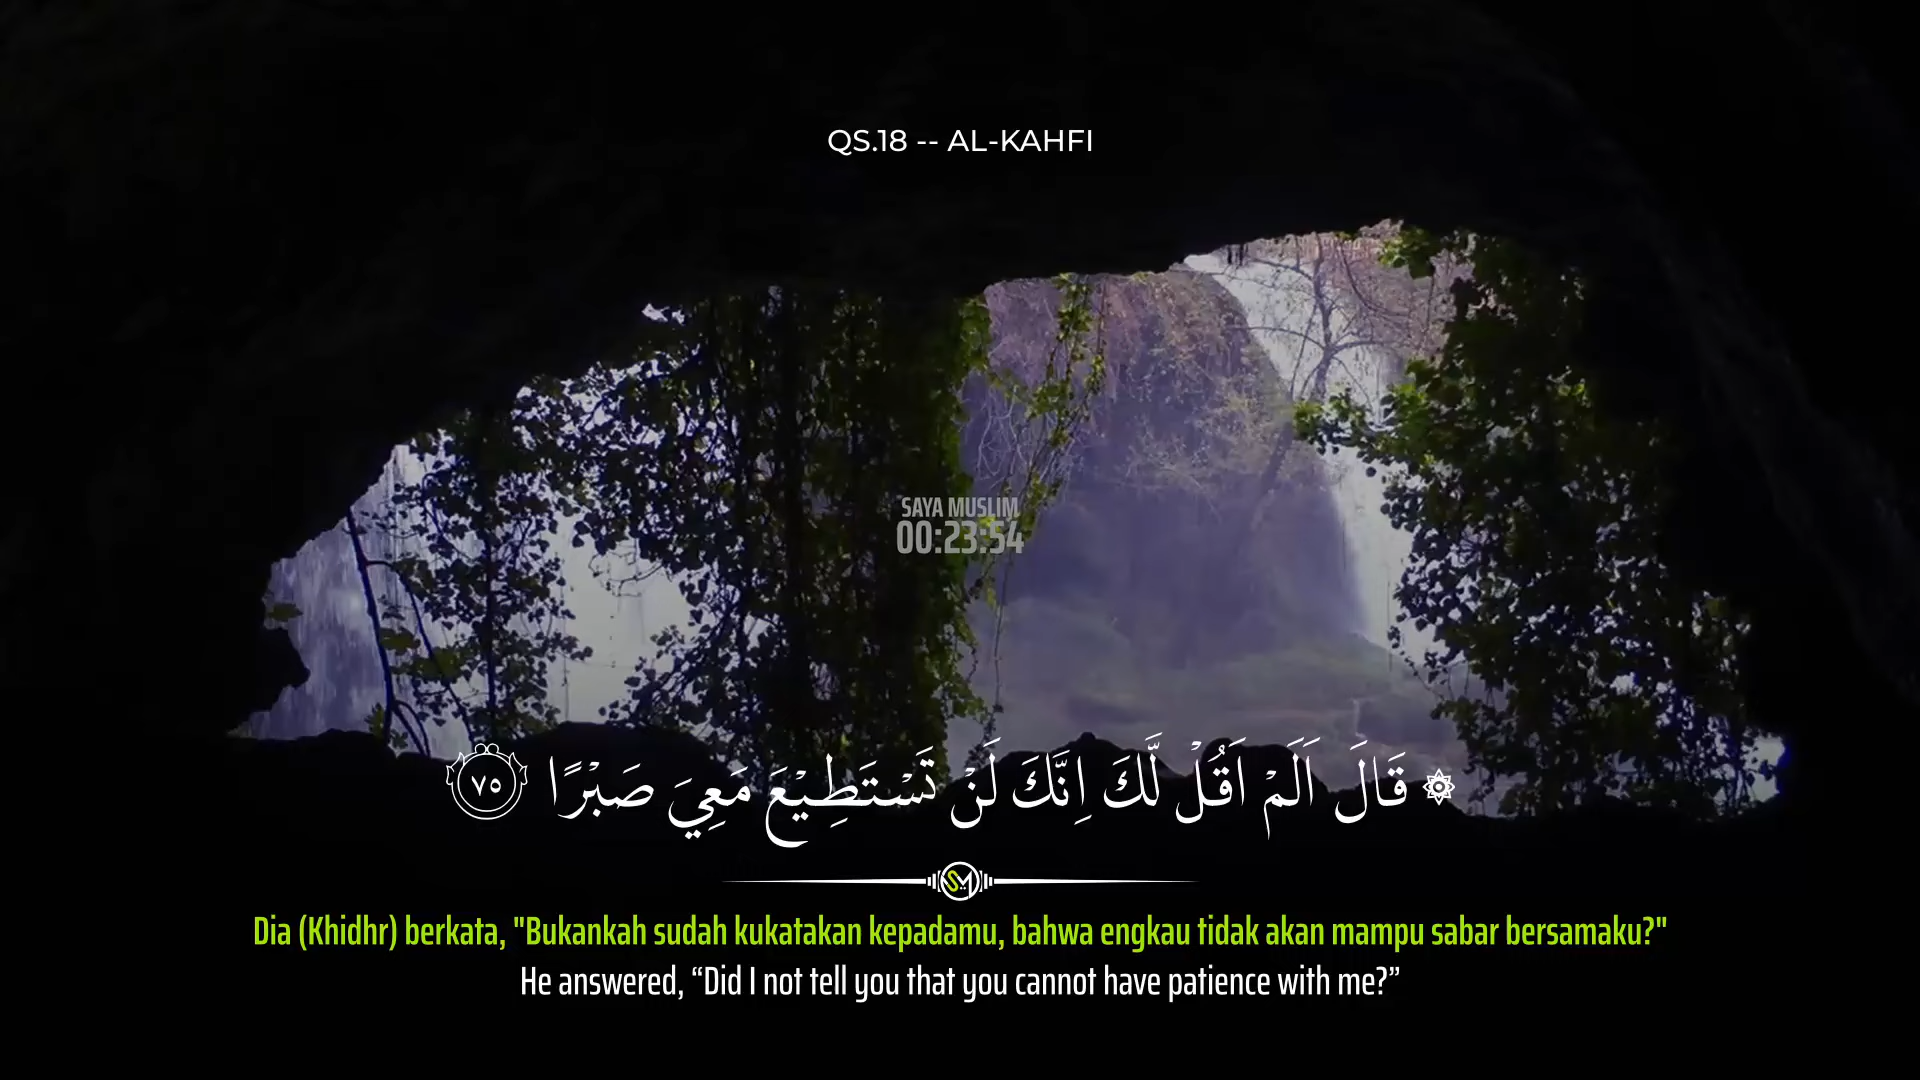 QS.18 -- AL-KAHFI
SAYA MUSLIM
00:23:54
۞ قَالَ اَلَمْ اَقُلْ لَّكَ اِنَّكَ لَنْ تَسْتَطِيْعَ مَعِيَ صَبْرًا ٧٥
SM
Dia (Khidhr) berkata, "Bukankah sudah kukatakan kepadamu, bahwa engkau tidak akan mampu sabar bersamaku?"
He answered, “Did I not tell you that you cannot have patience with me?”